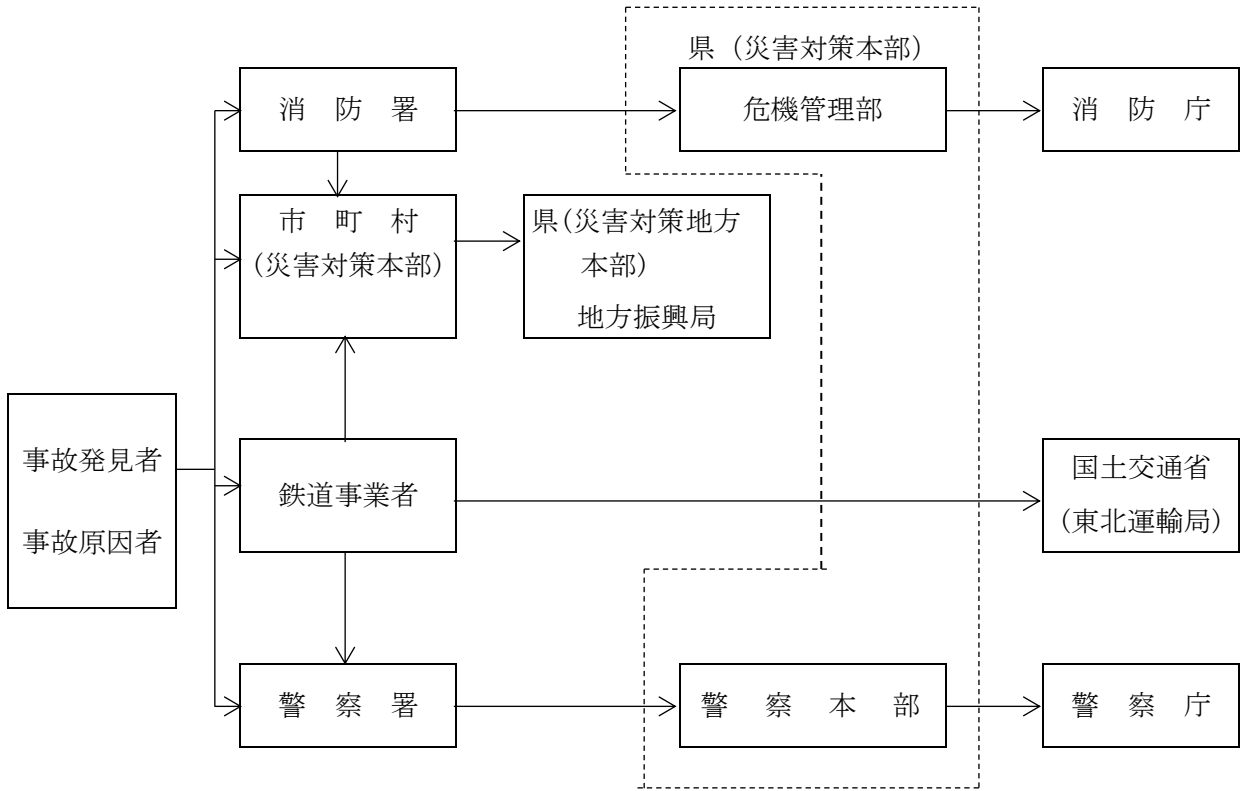 県（災害対策本部）
消　防　署
危機管理部
消　防　庁
市　町　村
(災害対策本部)
県(災害対策地方
本部)
地方振興局
事故発見者
事故原因者
鉄道事業者
国土交通省
(東北運輸局)
警　察　署
警　察　本　部
警　察　庁